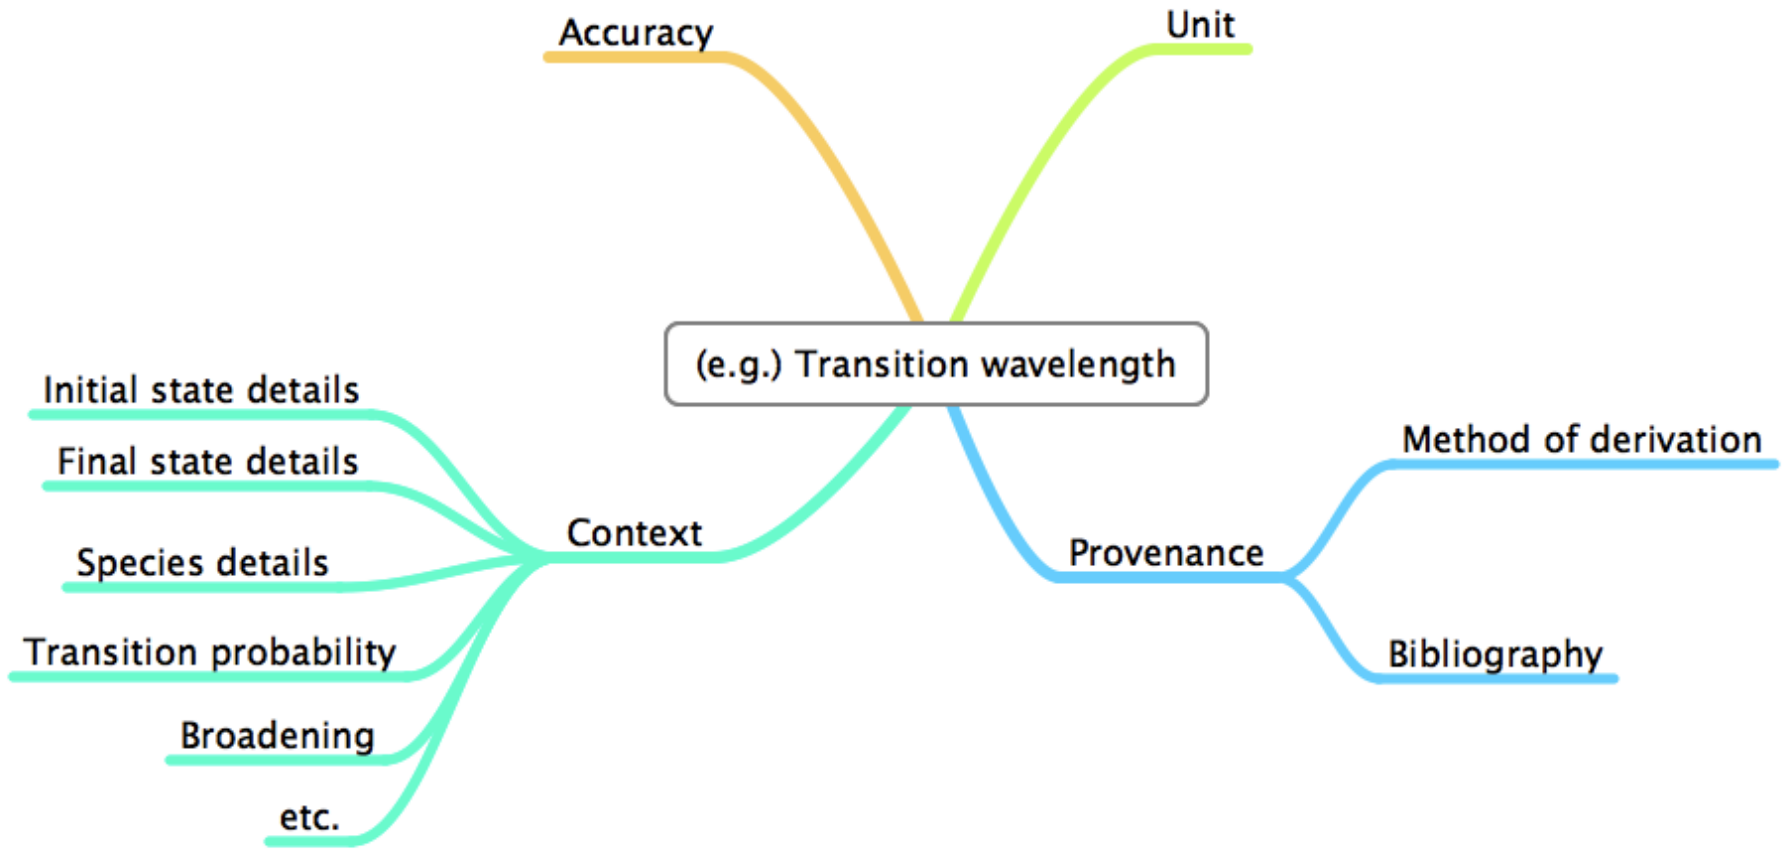 Accuracy
Unit
(e.g.) Transition wavelength
Initial state details
Final state details
Species details
Transition probability
Broadening
etc.
Context
Provenance
Method of derivation
Bibliography